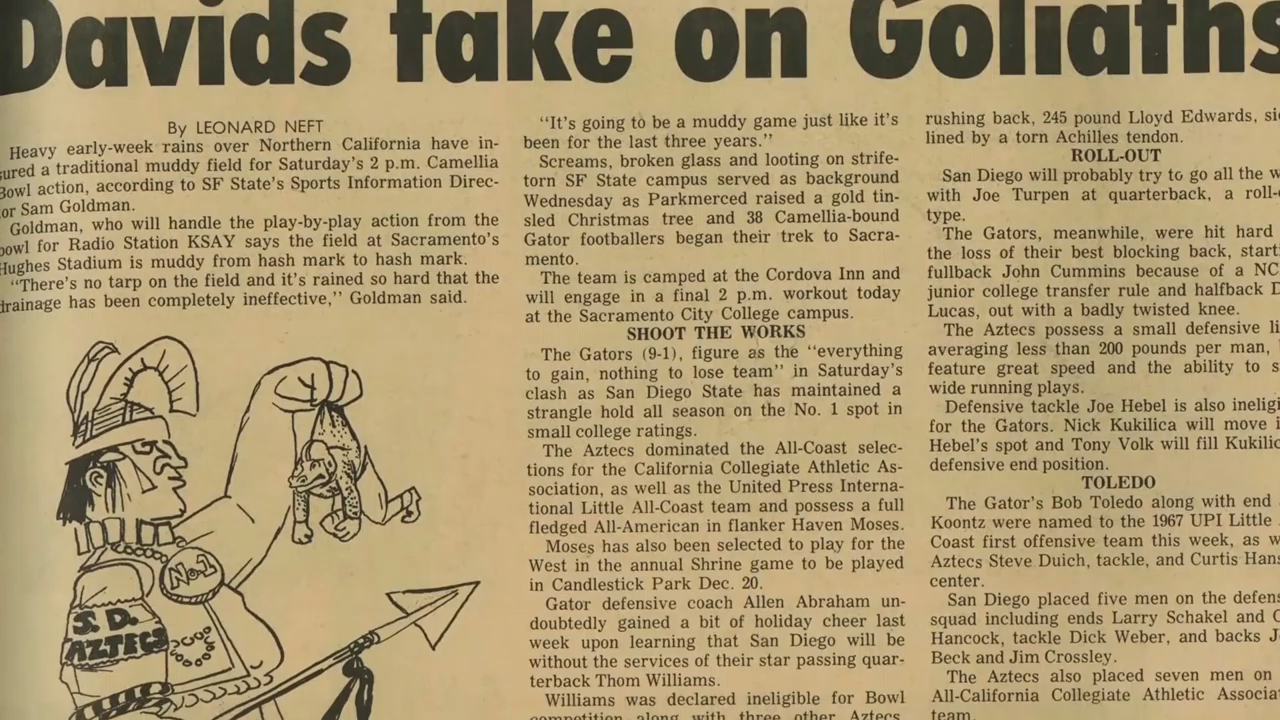 Davids take on Goliaths
By LEONARD NEFT
Heavy early-week rains over Northern California have in-
sured a traditional muddy field for Saturday's 2 p.m. Camellia
Bowl action, according to SF State's Sports Information Direc-
or Sam Goldman.
Goldman, who will handle the play-by-play action from the
bowl for Radio Station KSAY says the field at Sacramento's
Hughes Stadium is muddy from hash mark to hash mark.
"There's no tarp on the field and it's rained so hard that the
drainage has been completely ineffective," Goldman said.
No 1
S. D.
AZTECS
"It's going to be a muddy game just like it's
been for the last three years."
Screams, broken glass and looting on strife-
torn SF State campus served as background
Wednesday as Parkmerced raised a gold tin-
sled Christmas tree and 38 Camellia-bound
Gator footballers began their trek to Sacra-
mento.
The team is camped at the Cordova Inn and
will engage in a final 2 p.m. workout today
at the Sacramento City College campus.
SHOOT THE WORKS
The Gators (9-1), figure as the "everything
to gain, nothing to lose team" in Saturday's
clash as San Diego State has maintained a
strangle hold all season on the No. 1 spot in
small college ratings.
The Aztecs dominated the All-Coast selec-
tions for the California Collegiate Athletic As-
sociation, as well as the United Press Interna-
tional Little All-Coast team and possess a full
fledged All-American in flanker Haven Moses.
Moses has also been selected to play for the
West in the annual Shrine game to be played
in Candlestick Park Dec. 20.
Gator defensive coach Allen Abraham un-
doubtedly gained a bit of holiday cheer last
week upon learning that San Diego will be
without the services of their star passing quar-
terback Thom Williams.
Williams was declared ineligible for Bowl
competition along with three other Aztecs,
rushing back, 245 pound Lloyd Edwards, si
lined by a torn Achilles tendon.
ROLL-OUT
San Diego will probably try to go all the w
with Joe Turpen at quarterback, a roll-
type.
The Gators, meanwhile, were hit hard
the loss of their best blocking back, start
fullback John Cummins because of a NC
junior college transfer rule and halfback D
Lucas, out with a badly twisted knee.
The Aztecs possess a small defensive li
averaging less than 200 pounds per man,
feature great speed and the ability to s
wide running plays.
Defensive tackle Joe Hebel is also ineligi
for the Gators. Nick Kukilica will move i
Hebel's spot and Tony Volk will fill Kukilic
defensive end position.
TOLEDO
The Gator's Bob Toledo along with end
Koontz were named to the 1967 UPI Little
Coast first offensive team this week, as w
Aztecs Steve Duich, tackle, and Curtis Has
center.
San Diego placed five men on the defens
squad including ends Larry Schakel and C
Hancock, tackle Dick Weber, and backs J
Beck and Jim Crossley.
The Aztecs also placed seven men on
All-California Collegiate Athletic Associat
team.